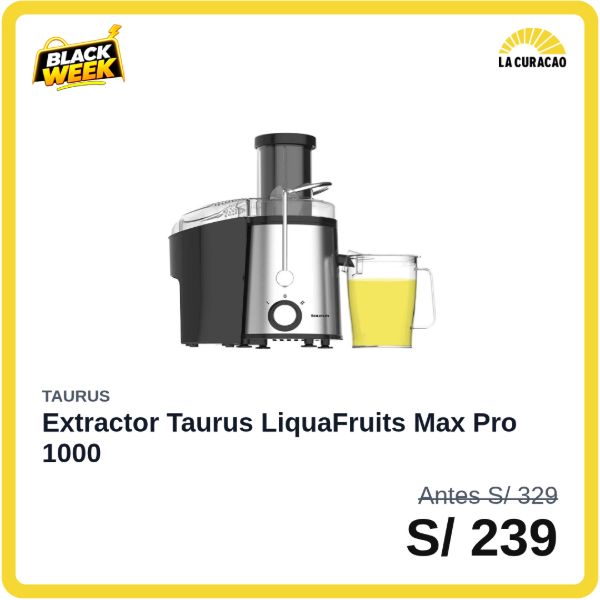 BLACK
WEEK
LA CURACAO
TAURUS
Extractor Taurus LiquaFruits Max Pro
1000
Antes S/ 329
S/ 239